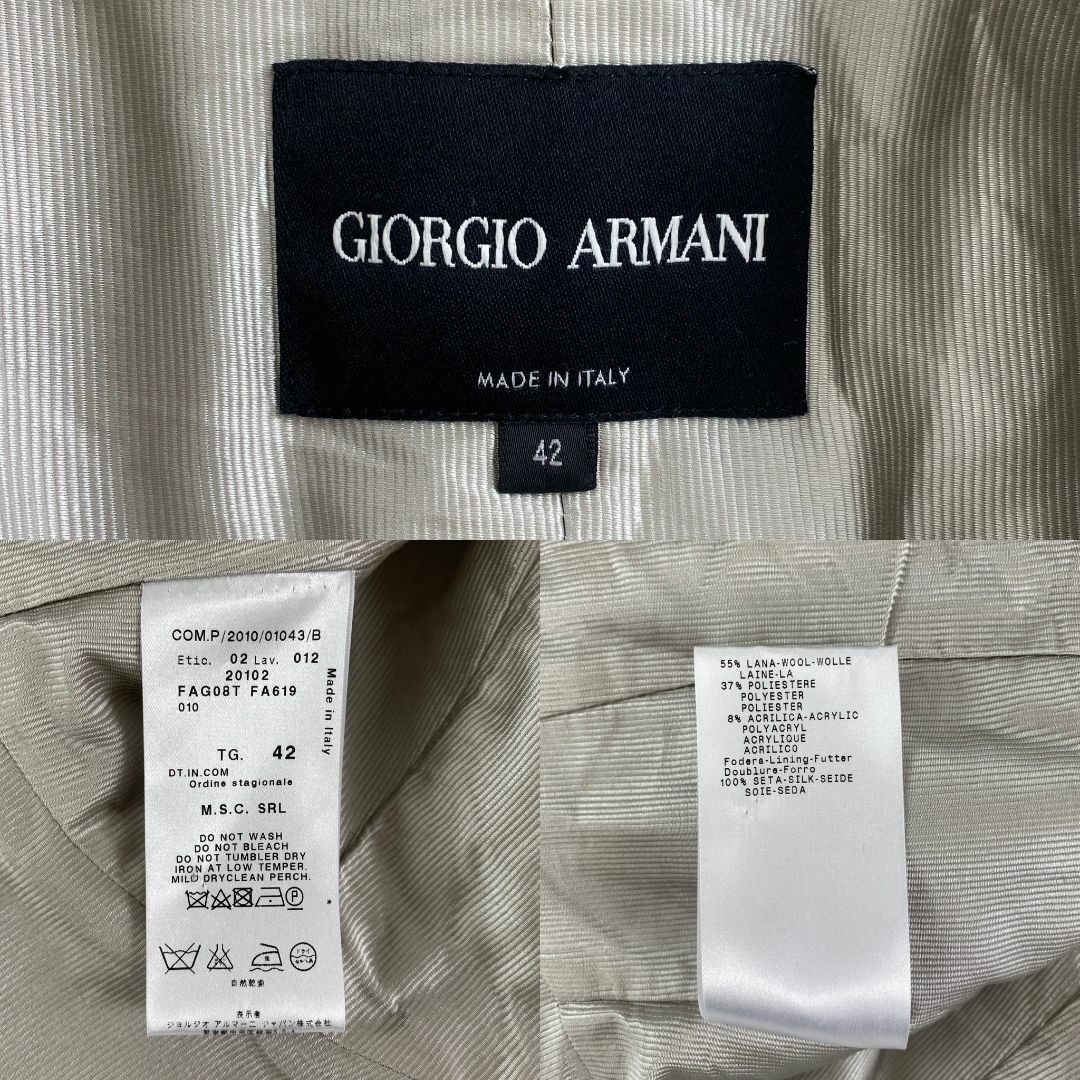 GIORGIO ARMANI
MADE IN ITALY
42
COM.P/2010/01043/B
Etic. 02 Lav. 012
20102
FAG08T FA619
010
Made in Italy
TG. 42
DT.IN.COM
Ordine stagionale
M.S.C. SRL
DO NOT WASH
DO NOT BLEACH
DO NOT TUMBLER DRY
IRON AT LOW TEMPER.
MILD DRYCLEAN PERCH.
P
*
自然乾燥
表示者
ジョルジオ アルマーニ ジャパン株式会社
55% LANA-WOOL-WOLLE
LAINE-LA
37% POLIESTERE
POLYESTER
POLIESTER
8% ACRILICA-ACRYLIC
POLYACRYL
ACRYLIQUE
ACRILICO
Fodera-Lining-Futter
Doublure-Forro
100% SETA-SILK-SEIDE
SOIE-SEDA